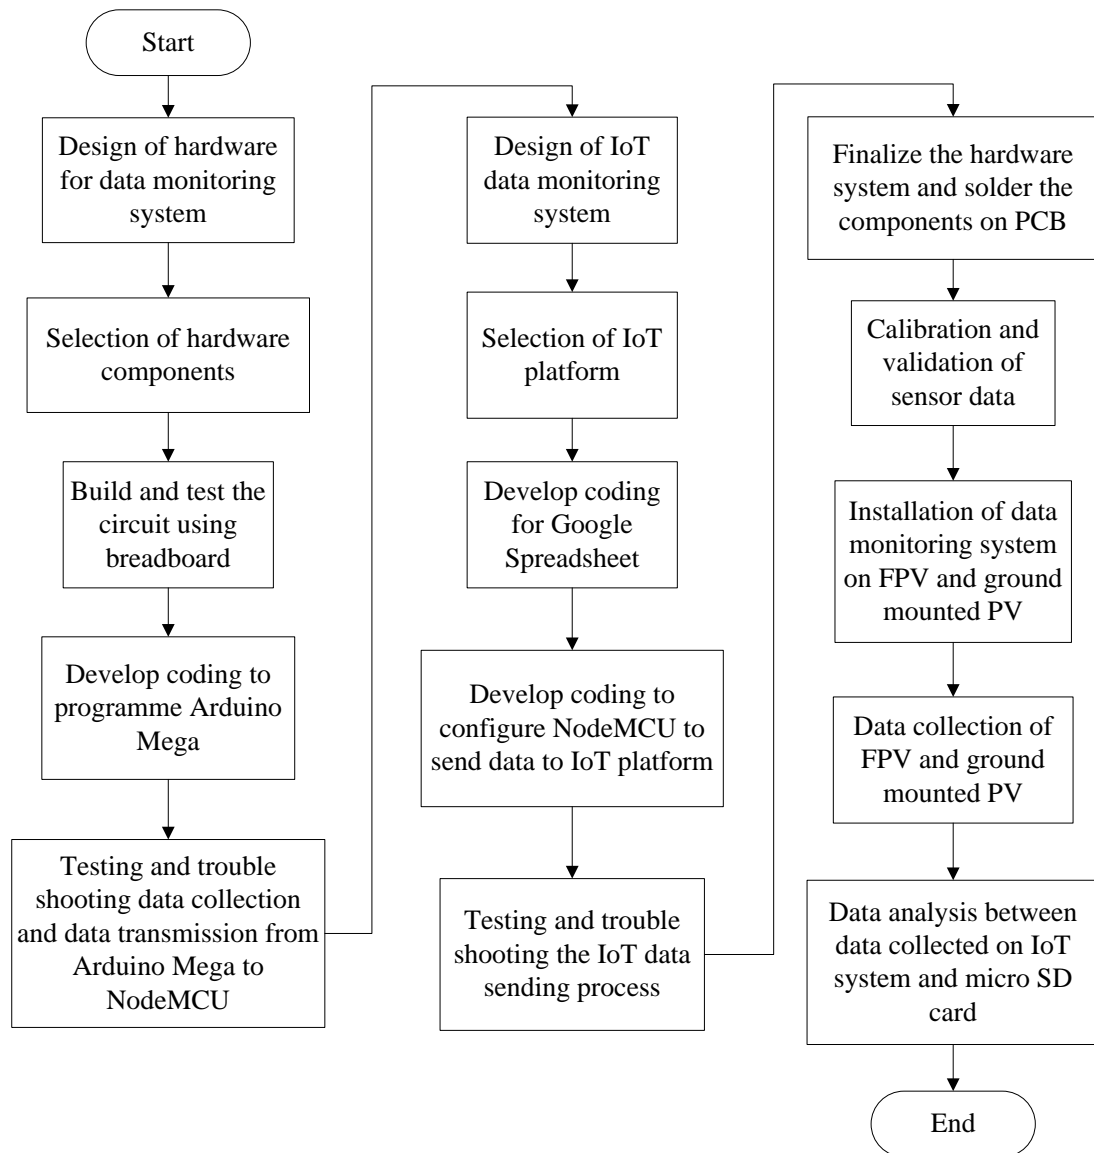 Start
Design of hardware
for data monitoring
system
Selection of hardware
components
Build and test the
circuit using
breadboard
Develop coding to
programme Arduino
Mega
Testing and trouble
shooting data collection
and data transmission from
Arduino Mega to
NodeMCU
Design of IoT
data monitoring
system
Selection of IoT
platform
Develop coding
for Google
Spreadsheet
Develop coding to
configure NodeMCU to
send data to IoT platform
Testing and trouble
shooting the IoT data
sending process
Finalize the hardware
system and solder the
components on PCB
Calibration and
validation of
sensor data
Installation of data
monitoring system
on FPV and ground
mounted PV
Data collection of
FPV and ground
mounted PV
Data analysis between
data collected on IoT
system and micro SD
card
End